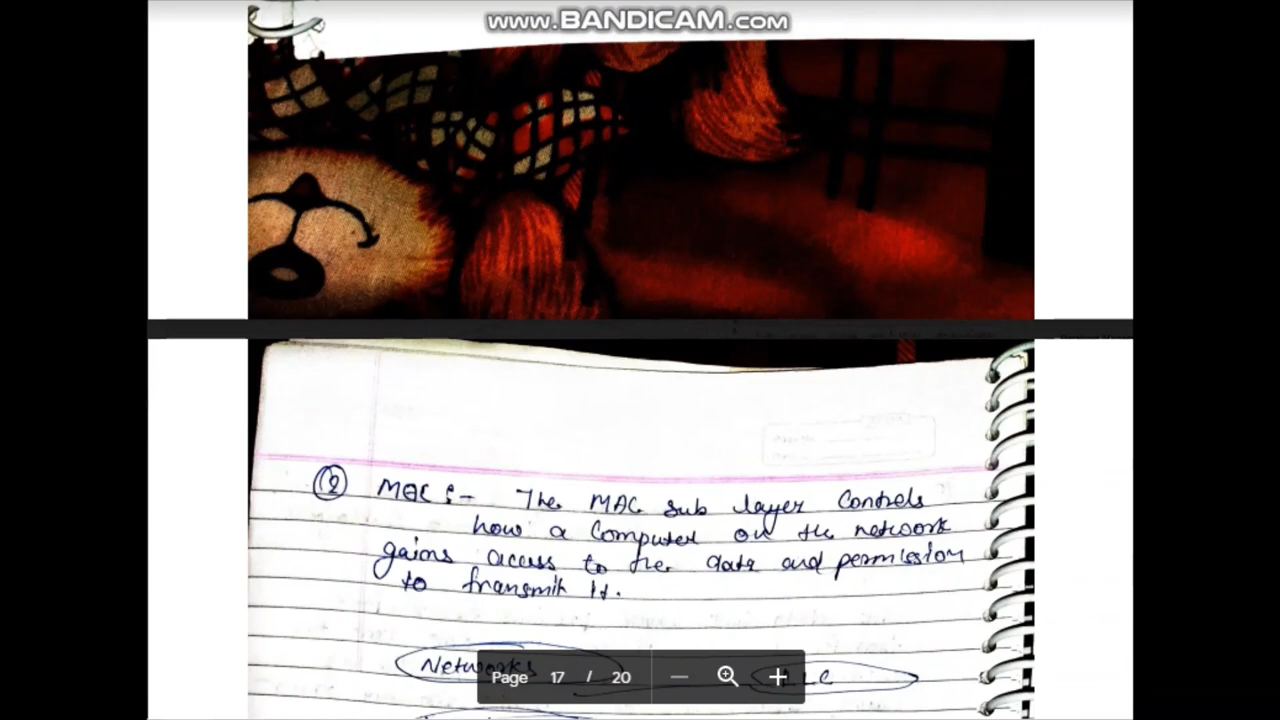 www.BANDICAM.com
② MAC :- The MAC sub layer controls
how a computer on the network
gains access to the data and permission
to transmit it.
Networks
LLC
Page 17 / 20